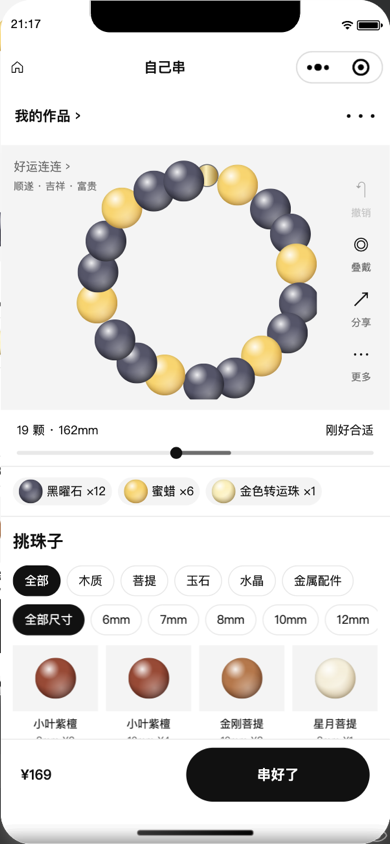 21:17
自己串
我的作品 ›
好运连连 ›
顺遂 · 吉祥 · 富贵
撤销
叠戴
分享
更多
19 颗 · 162mm
刚好合适
黑曜石 ×12
蜜蜡 ×6
金色转运珠 ×1
挑珠子
全部
木质
菩提
玉石
水晶
金属配件
全部尺寸
6mm
7mm
8mm
10mm
12mm
小叶紫檀
小叶紫檀
金刚菩提
星月菩提
¥169
串好了